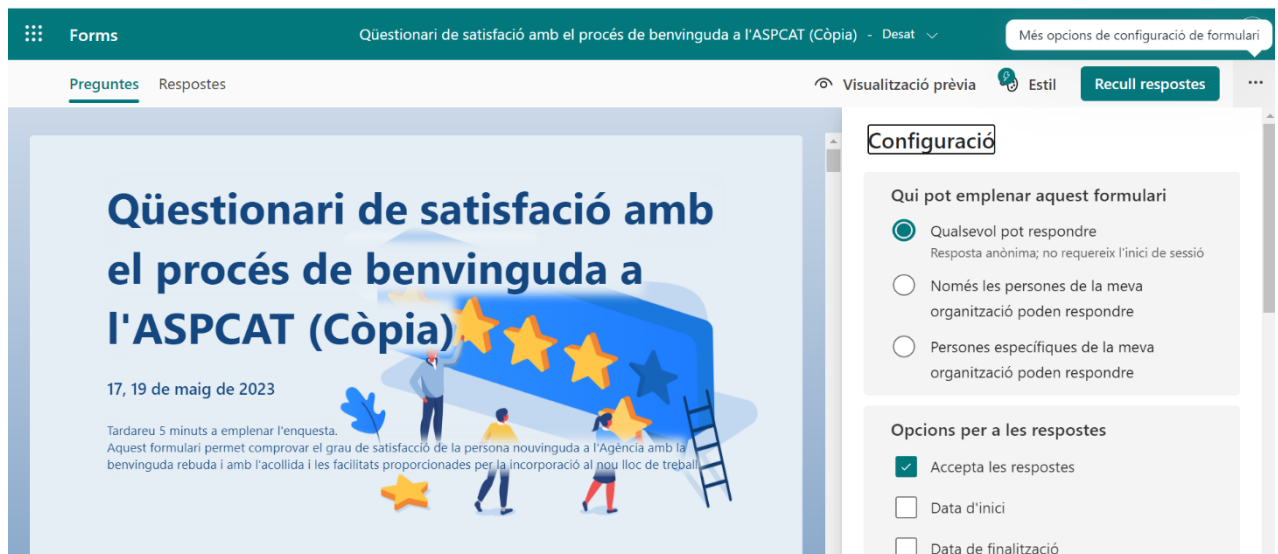 Forms
Qüestionari de satisfació amb el procés de benvinguda a l'ASPCAT (Còpia) - Desat
Més opcions de configuració de formulari
Preguntes Respostes
Visualització prèvia Estil Recull respostes
Configuració
Qui pot emplenar aquest formulari
Qualsevol pot respondre
Resposta anònima; no requereix l'inici de sessió
Només les persones de la meva
organització poden respondre
Persones específiques de la meva
organització poden respondre
Opcions per a les respostes
Accepta les respostes
Data d'inici
Data de finalització
Qüestionari de satisfació amb
el procés de benvinguda a
l'ASPCAT (Còpia)
17, 19 de maig de 2023
Tardareu 5 minuts a emplenar l'enquesta.
Aquest formulari permet comprovar el grau de satisfacció de la persona nouvinguda a l'Agència amb la
benvinguda rebuda i amb l'acollida i les facilitats proporcionades per la incorporació al nou lloc de treball.